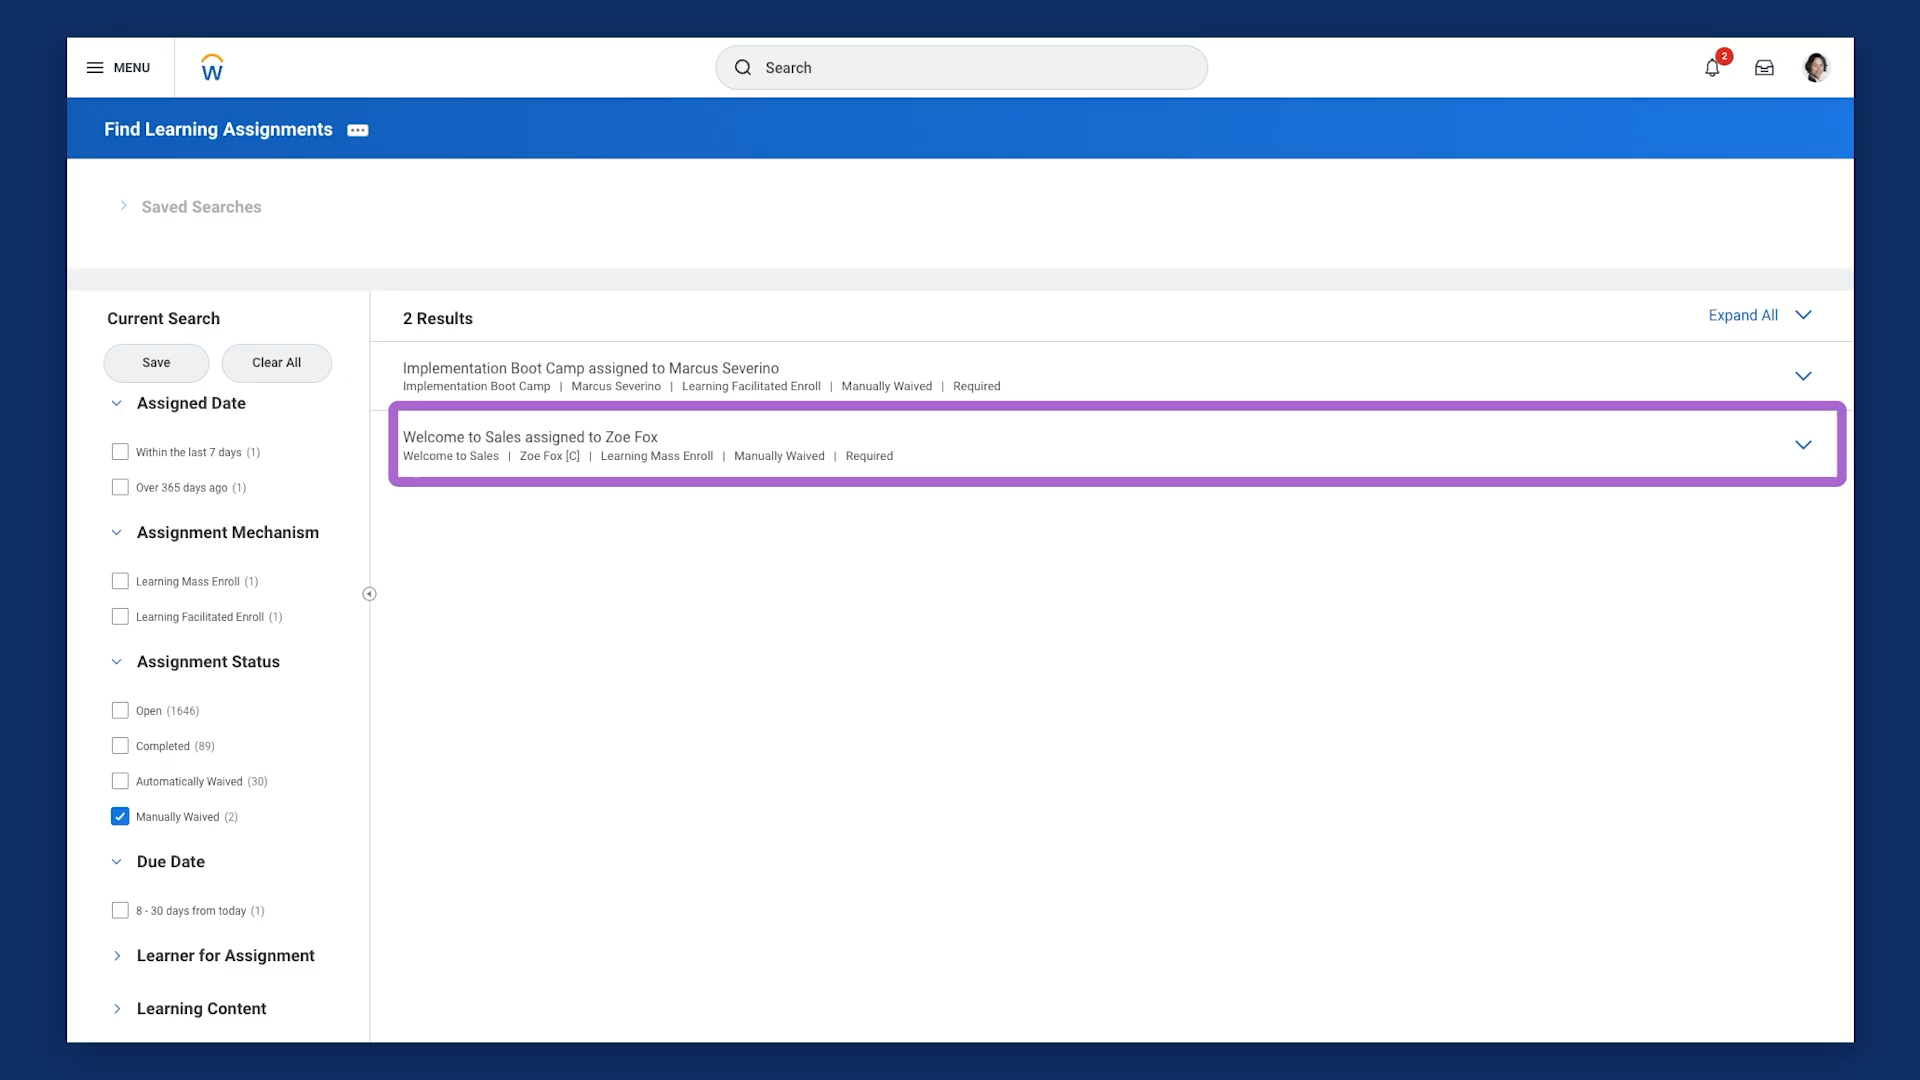 MENU
W
Search
2
Find Learning Assignments
Saved Searches
Current Search
Save
Clear All
Assigned Date
Within the last 7 days (1)
Over 365 days ago (1)
Assignment Mechanism
Learning Mass Enroll (1)
Learning Facilitated Enroll (1)
Assignment Status
Open (1646)
Completed (89)
Automatically Waived (30)
Manually Waived (2)
Due Date
8 - 30 days from today (1)
Learner for Assignment
Learning Content
2 Results
Expand All
Implementation Boot Camp assigned to Marcus Severino
Implementation Boot Camp | Marcus Severino | Learning Facilitated Enroll | Manually Waived | Required
Welcome to Sales assigned to Zoe Fox
Welcome to Sales | Zoe Fox [C] | Learning Mass Enroll | Manually Waived | Required